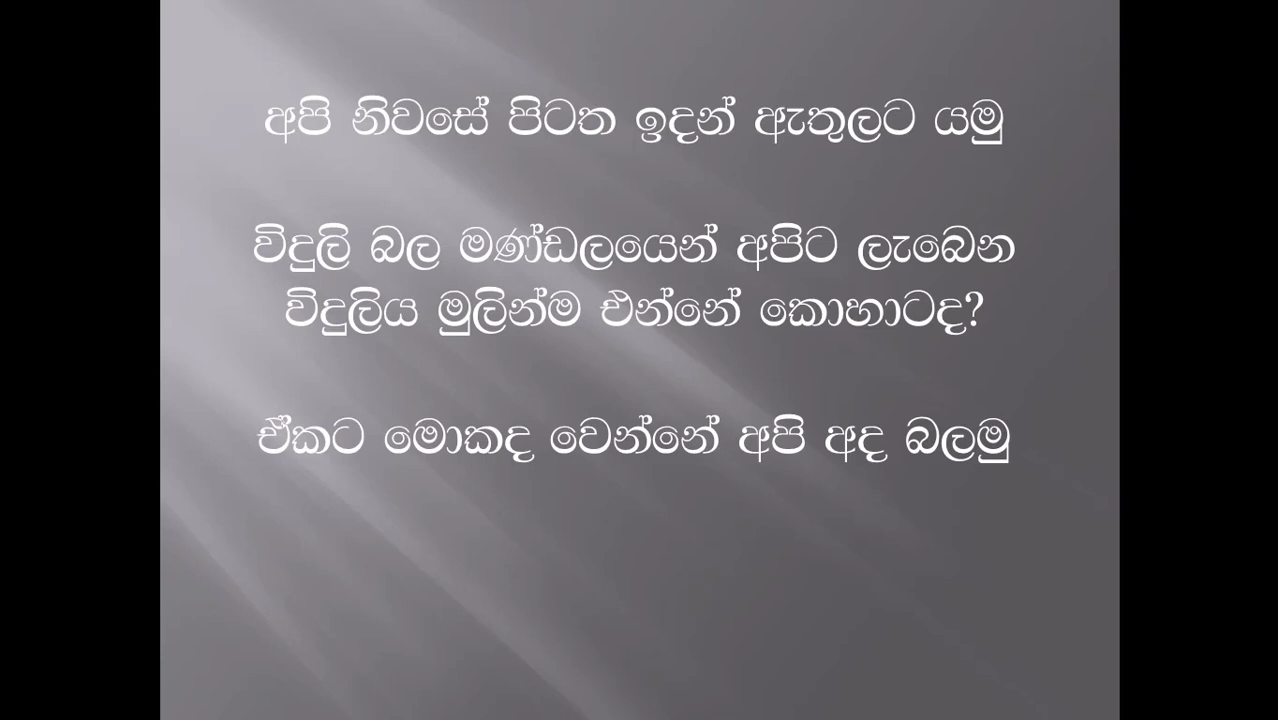 අපි නිවසේ පිටත ඉදන් ඇතුලට යමු
විදුලි බල මණ්ඩලයෙන් අපිට ලැබෙන
විදුලිය මුලින්ම එන්නේ කොහාටද?
ඒකට මොකද වෙන්නේ අපි අද බලමු